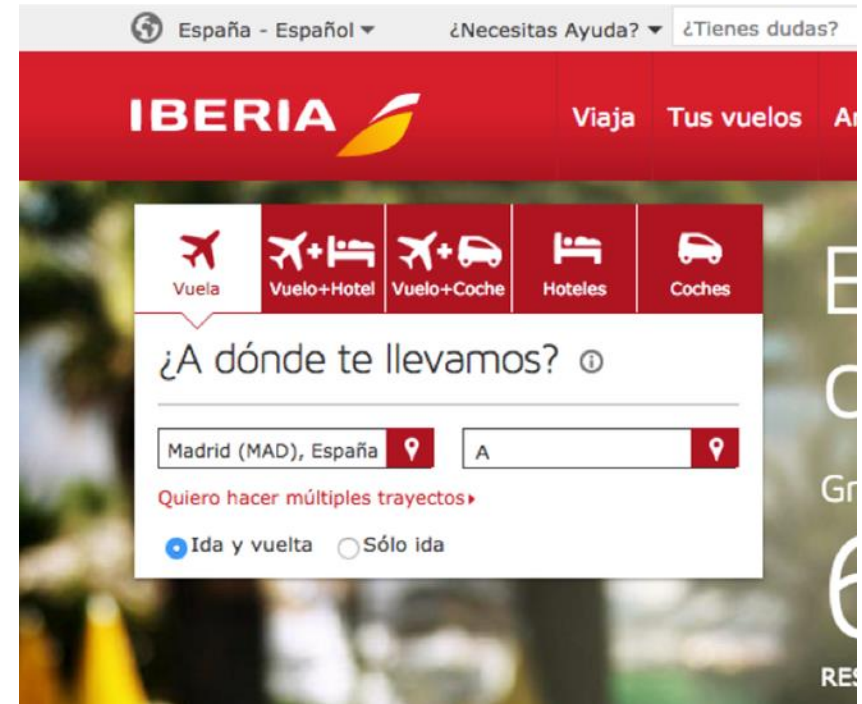 España - Español ¿Necesitas Ayuda? ¿Tienes dudas?
IBERIA Viaja Tus vuelos
Vuela Vuelo+Hotel Vuelo+Coche Hoteles Coches
¿A dónde te llevamos?
Madrid (MAD), España A
Quiero hacer múltiples trayectos
Ida y vuelta Sólo ida